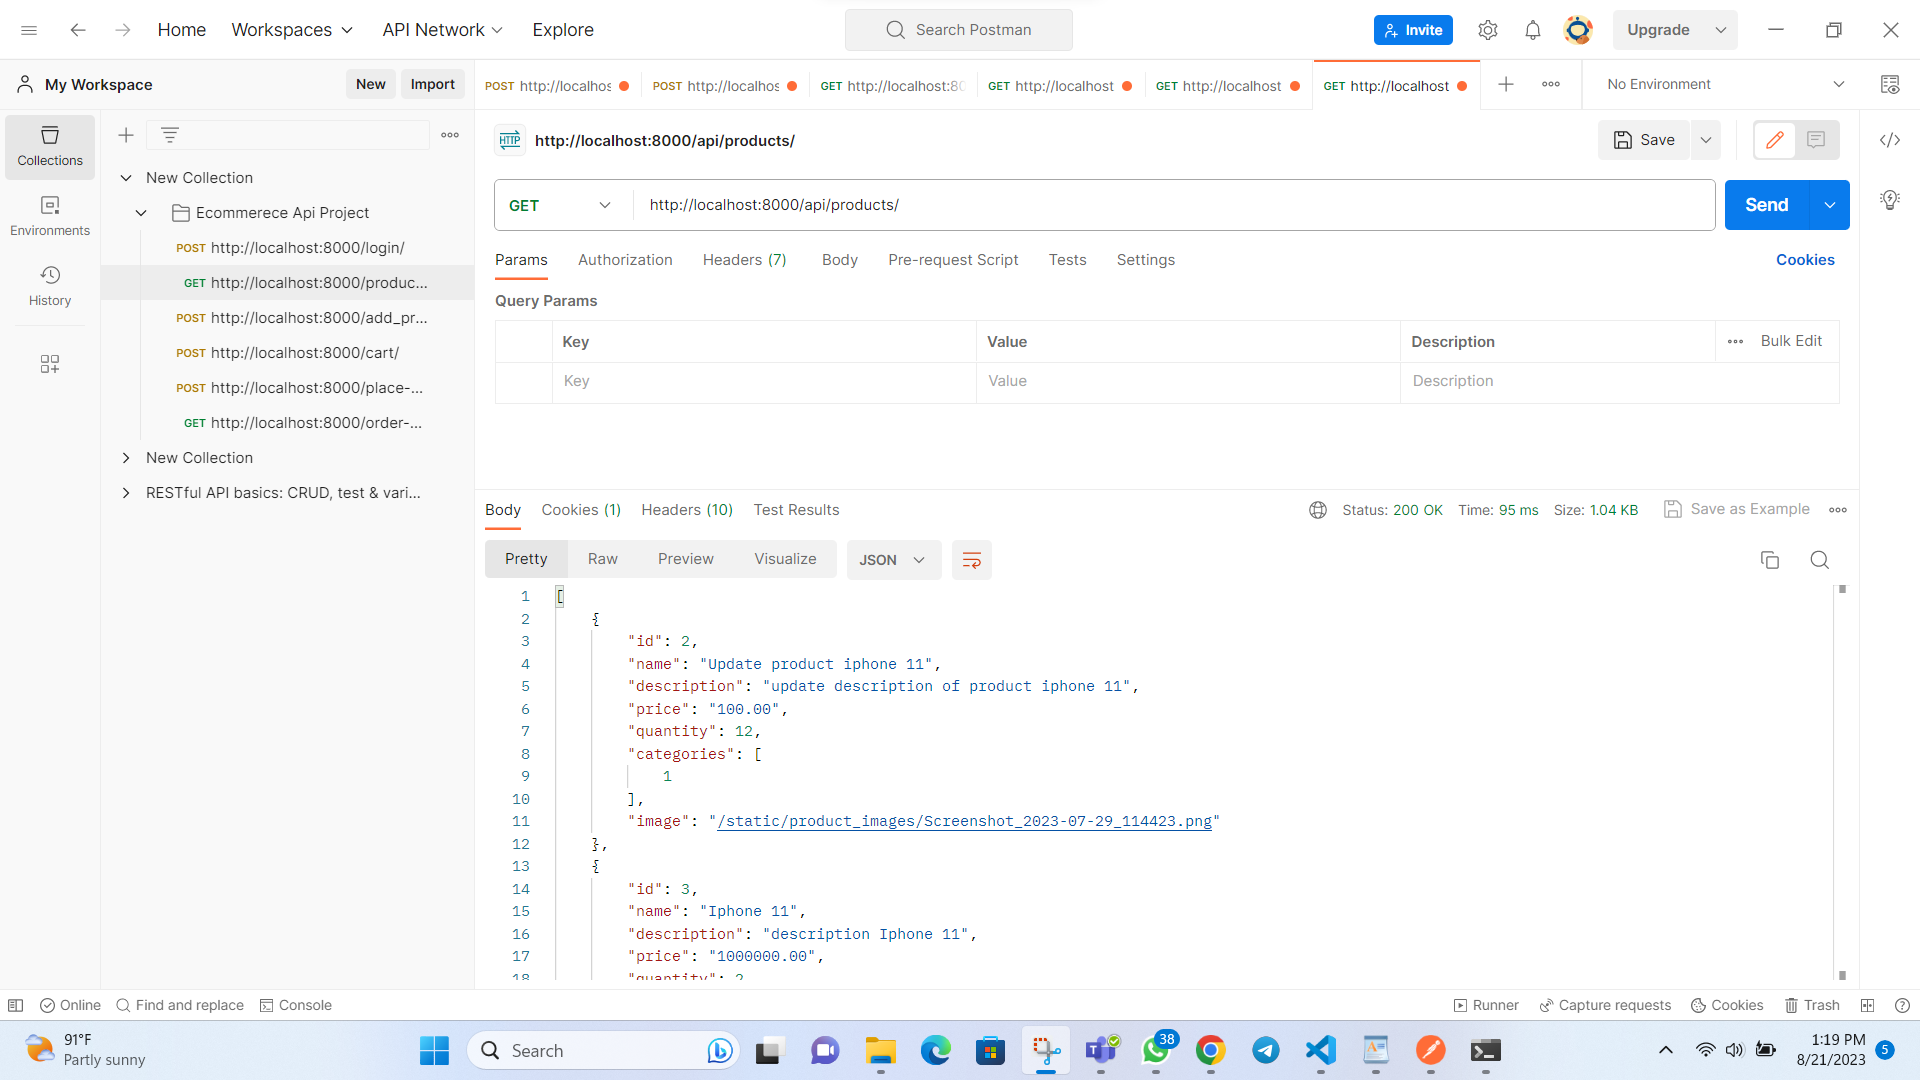 Home Workspaces API Network Explore Search Postman Invite Upgrade
My Workspace New Import POST http://localhos POST http://localhos GET http://localhost:80 GET http://localhost GET http://localhost GET http://localhost No Environment
HTTP http://localhost:8000/api/products/ Save
Collections
New Collection
Ecommerece Api Project
GET http://localhost:8000/api/products/ Send
Environments
POST http://localhost:8000/login/
GET http://localhost:8000/produc...
POST http://localhost:8000/add_pr...
POST http://localhost:8000/cart/
POST http://localhost:8000/place-...
GET http://localhost:8000/order-...
New Collection
RESTful API basics: CRUD, test & vari...
History
Params Authorization Headers (7) Body Pre-request Script Tests Settings Cookies
Query Params
Key Value Description Bulk Edit
Key Value Description
Body Cookies (1) Headers (10) Test Results Status: 200 OK Time: 95 ms Size: 1.04 KB Save as Example
Pretty Raw Preview Visualize JSON
1 [
2 {
3 "id": 2,
4 "name": "Update product iphone 11",
5 "description": "update description of product iphone 11",
6 "price": "100.00",
7 "quantity": 12,
8 "categories": [
9 1
10 ],
11 "image": "/static/product_images/Screenshot_2023-07-29_114423.png"
12 },
13 {
14 "id": 3,
15 "name": "Iphone 11",
16 "description": "description Iphone 11",
17 "price": "1000000.00",
18 "quantity": 2
Online Find and replace Console Runner Capture requests Cookies Trash
91°F
Partly sunny
Search
38
1:19 PM
8/21/2023
5